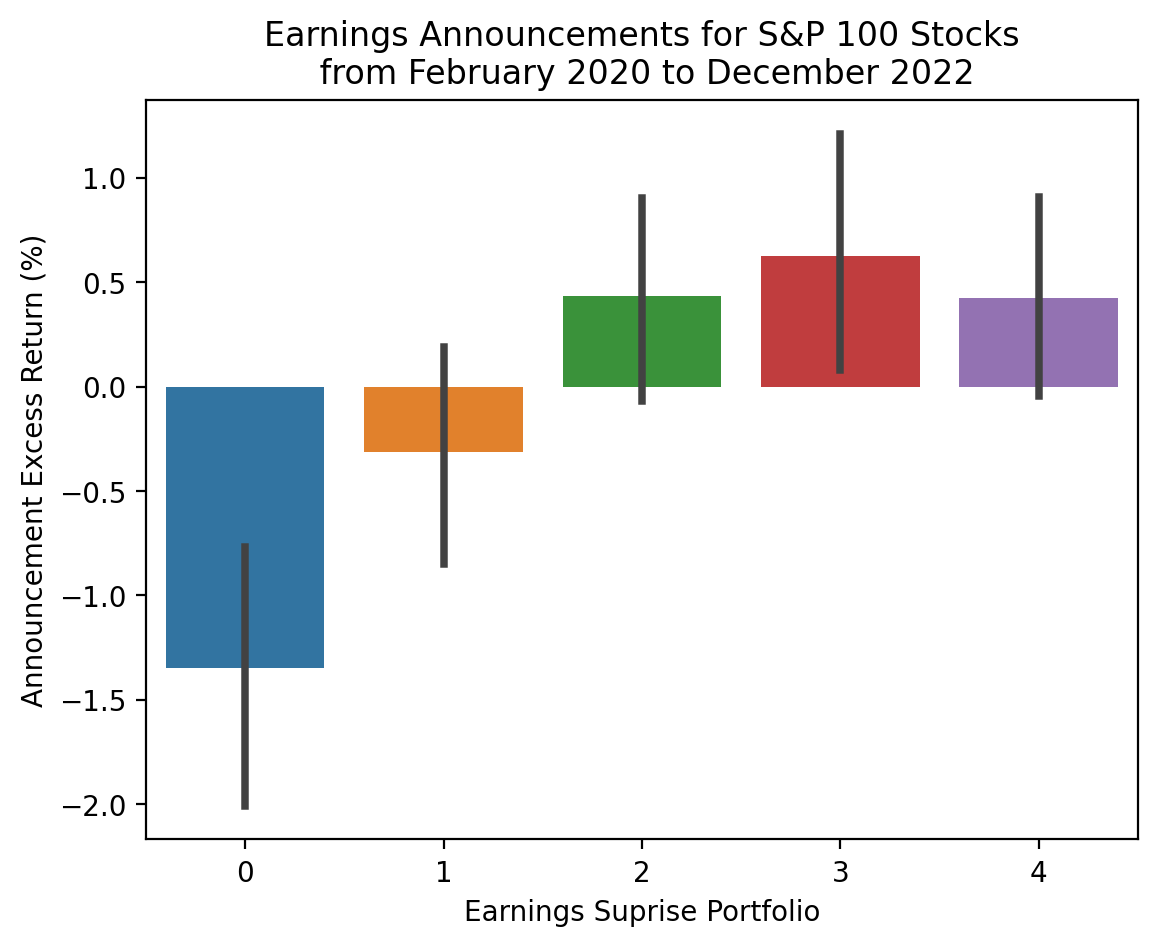 Earnings Announcements for S&P 100 Stocks
from February 2020 to December 2022
Announcement Excess Return (%)
1.0
0.5
0.0
−0.5
−1.0
−1.5
−2.0
0 1 2 3 4
Earnings Suprise Portfolio